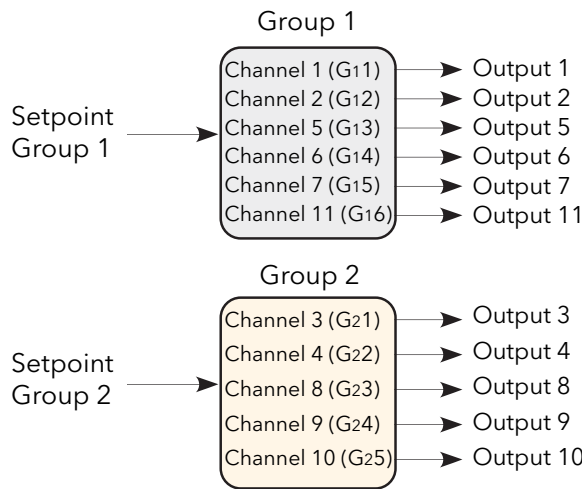 Group 1
Setpoint
Group 1
Channel 1 (G11)
Channel 2 (G12)
Channel 5 (G13)
Channel 6 (G14)
Channel 7 (G15)
Channel 11 (G16)
Output 1
Output 2
Output 5
Output 6
Output 7
Output 11
Group 2
Setpoint
Group 2
Channel 3 (G21)
Channel 4 (G22)
Channel 8 (G23)
Channel 9 (G24)
Channel 10 (G25)
Output 3
Output 4
Output 8
Output 9
Output 10